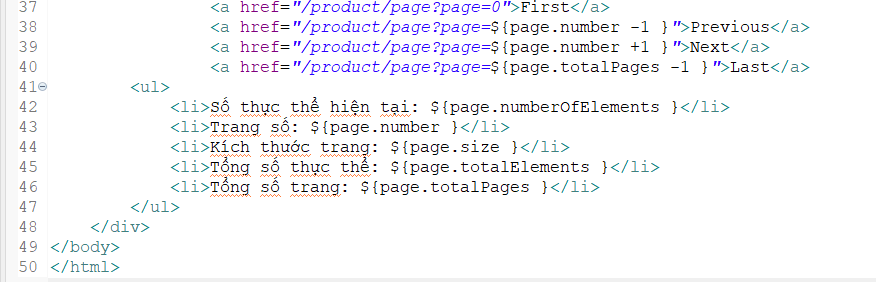 37 <a href="/product/page?page=0">First</a>
38 <a href="/product/page?page=${page.number -1 }">Previous</a>
39 <a href="/product/page?page=${page.number +1 }">Next</a>
40 <a href="/product/page?page=${page.totalPages -1 }">Last</a>
41 <ul>
42 <li>Số thực thể hiện tại: ${page.numberOfElements }</li>
43 <li>Trang số: ${page.number }</li>
44 <li>Kích thước trang: ${page.size }</li>
45 <li>Tổng số thực thể: ${page.totalElements }</li>
46 <li>Tổng số trang: ${page.totalPages }</li>
47 </ul>
48 </div>
49 </body>
50 </html>